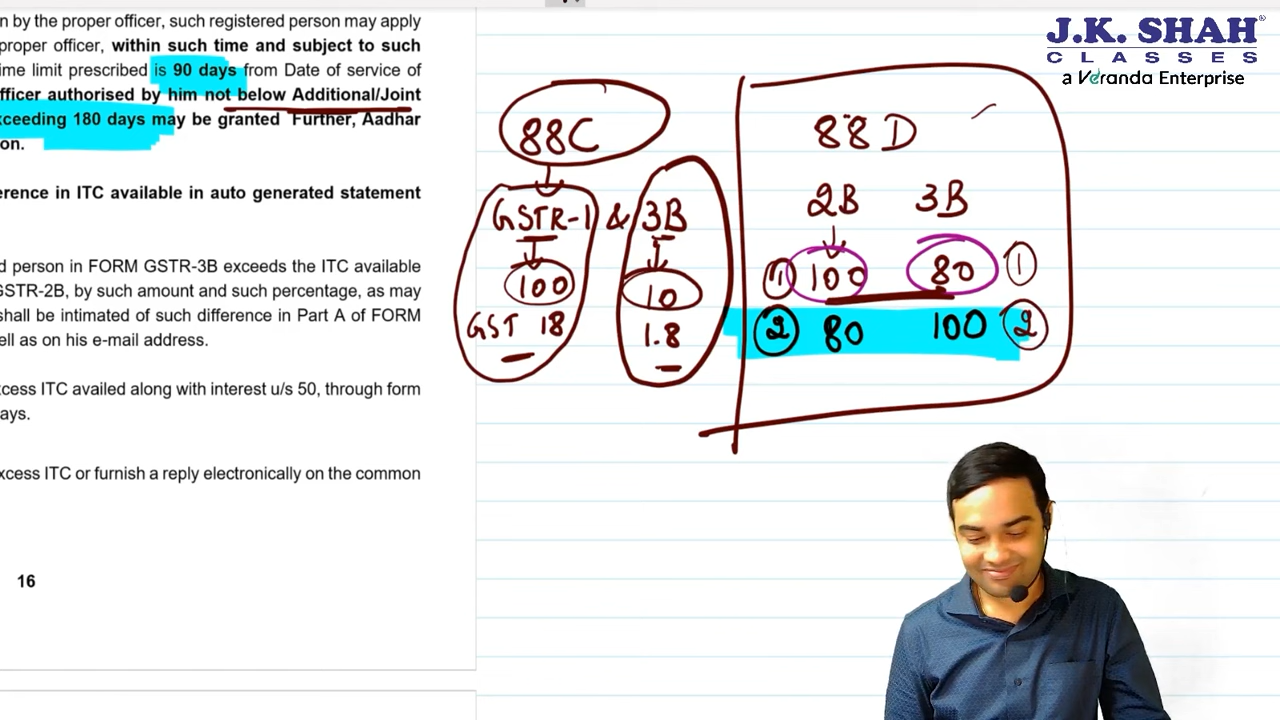 n by the proper officer, such registered person may apply
proper officer, within such time and subject to such
ime limit prescribed is 90 days from Date of service of
fficer authorised by him not below Additional/Joint
xceeding 180 days may be granted Further, Aadhar
on.
erence in ITC available in auto generated statement
d person in FORM GSTR-3B exceeds the ITC available
GSTR-2B, by such amount and such percentage, as may
shall be intimated of such difference in Part A of FORM
ell as on his e-mail address.
xcess ITC availed along with interest u/s 50, through form
ays.
xcess ITC or furnish a reply electronically on the common
16
88C
GSTR-1 & 3B
100 10
GST 18 1.8
88D
2B 3B
1 100 80 1
2 80 100 2
J.K. SHAH®
CLASSES
a Veranda Enterprise